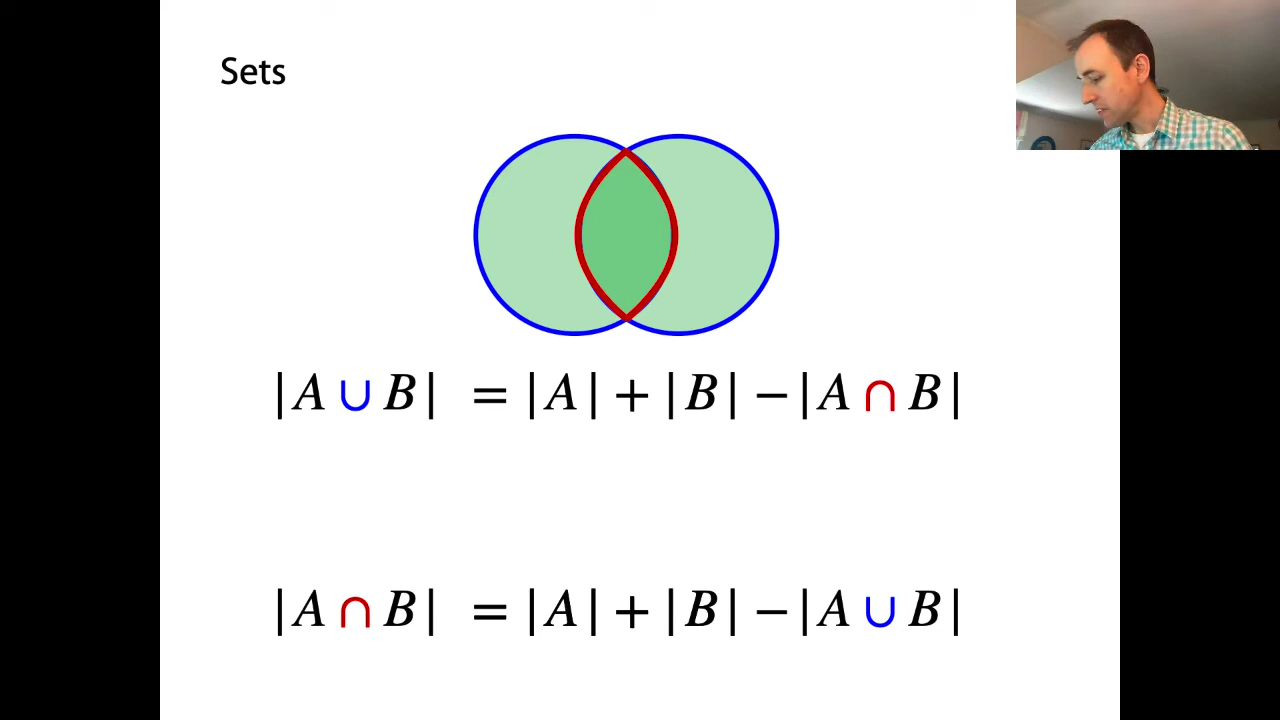 Sets
|A ∪ B| = |A| + |B| − |A ∩ B|
|A ∩ B| = |A| + |B| − |A ∪ B|